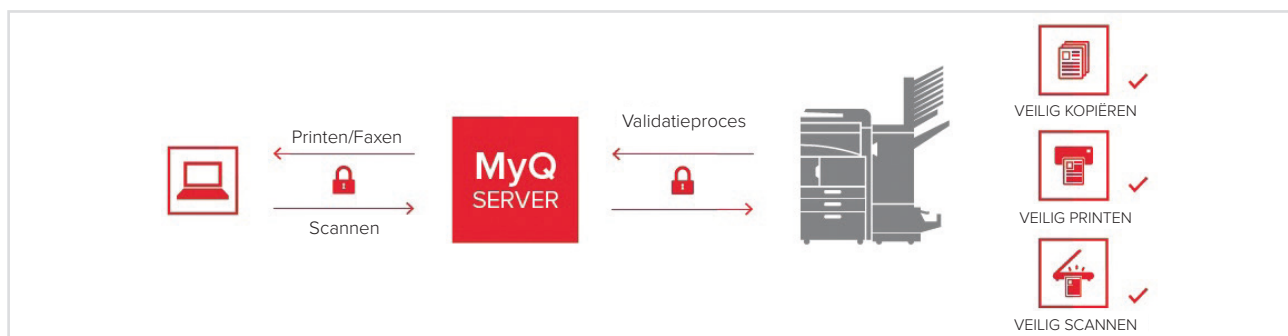 Printen/Faxen
Scannen
MyQ
SERVER
Validatieproces
VEILIG KOPIËREN
VEILIG PRINTEN
VEILIG SCANNEN